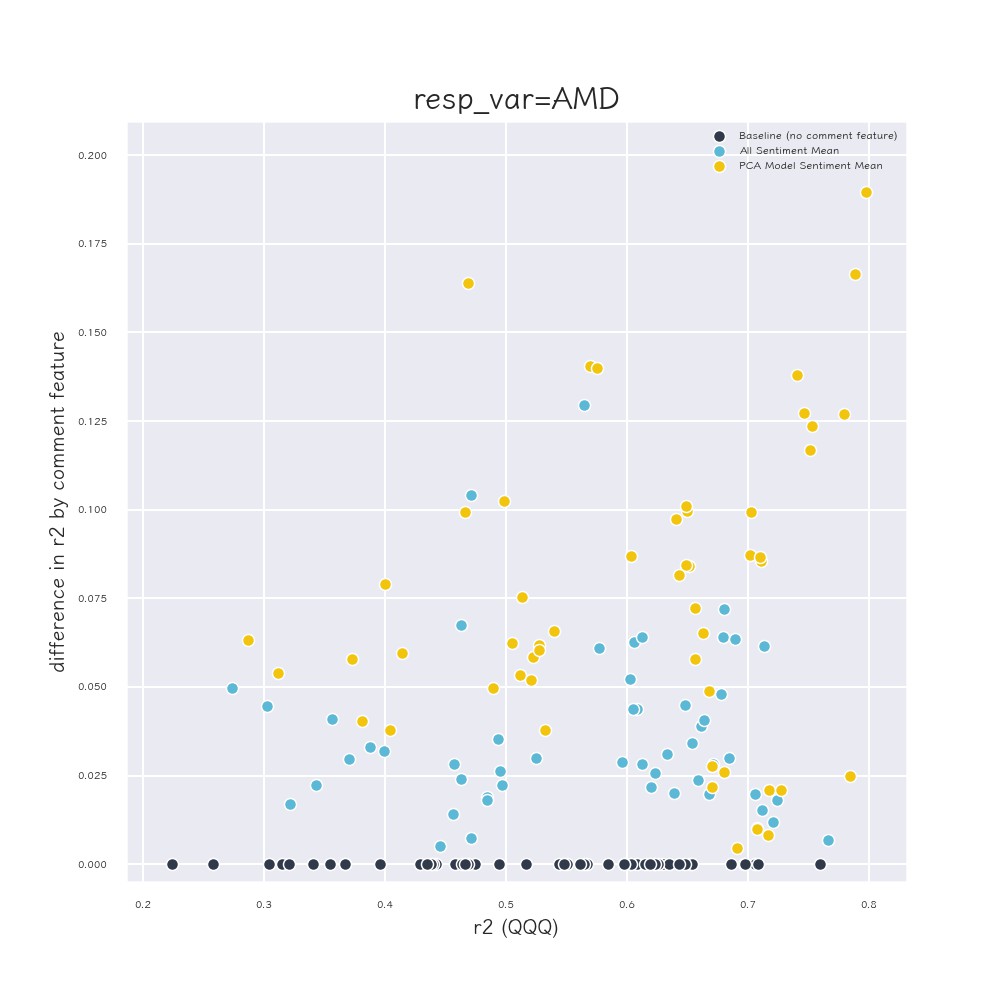 resp_var=AMD
Baseline (no comment feature)
All Sentiment Mean
PCA Model Sentiment Mean
0.200
0.175
0.150
0.125
0.100
0.075
0.050
0.025
0.000
difference in r2 by comment feature
0.2 0.3 0.4 0.5 0.6 0.7 0.8
r2 (QQQ)